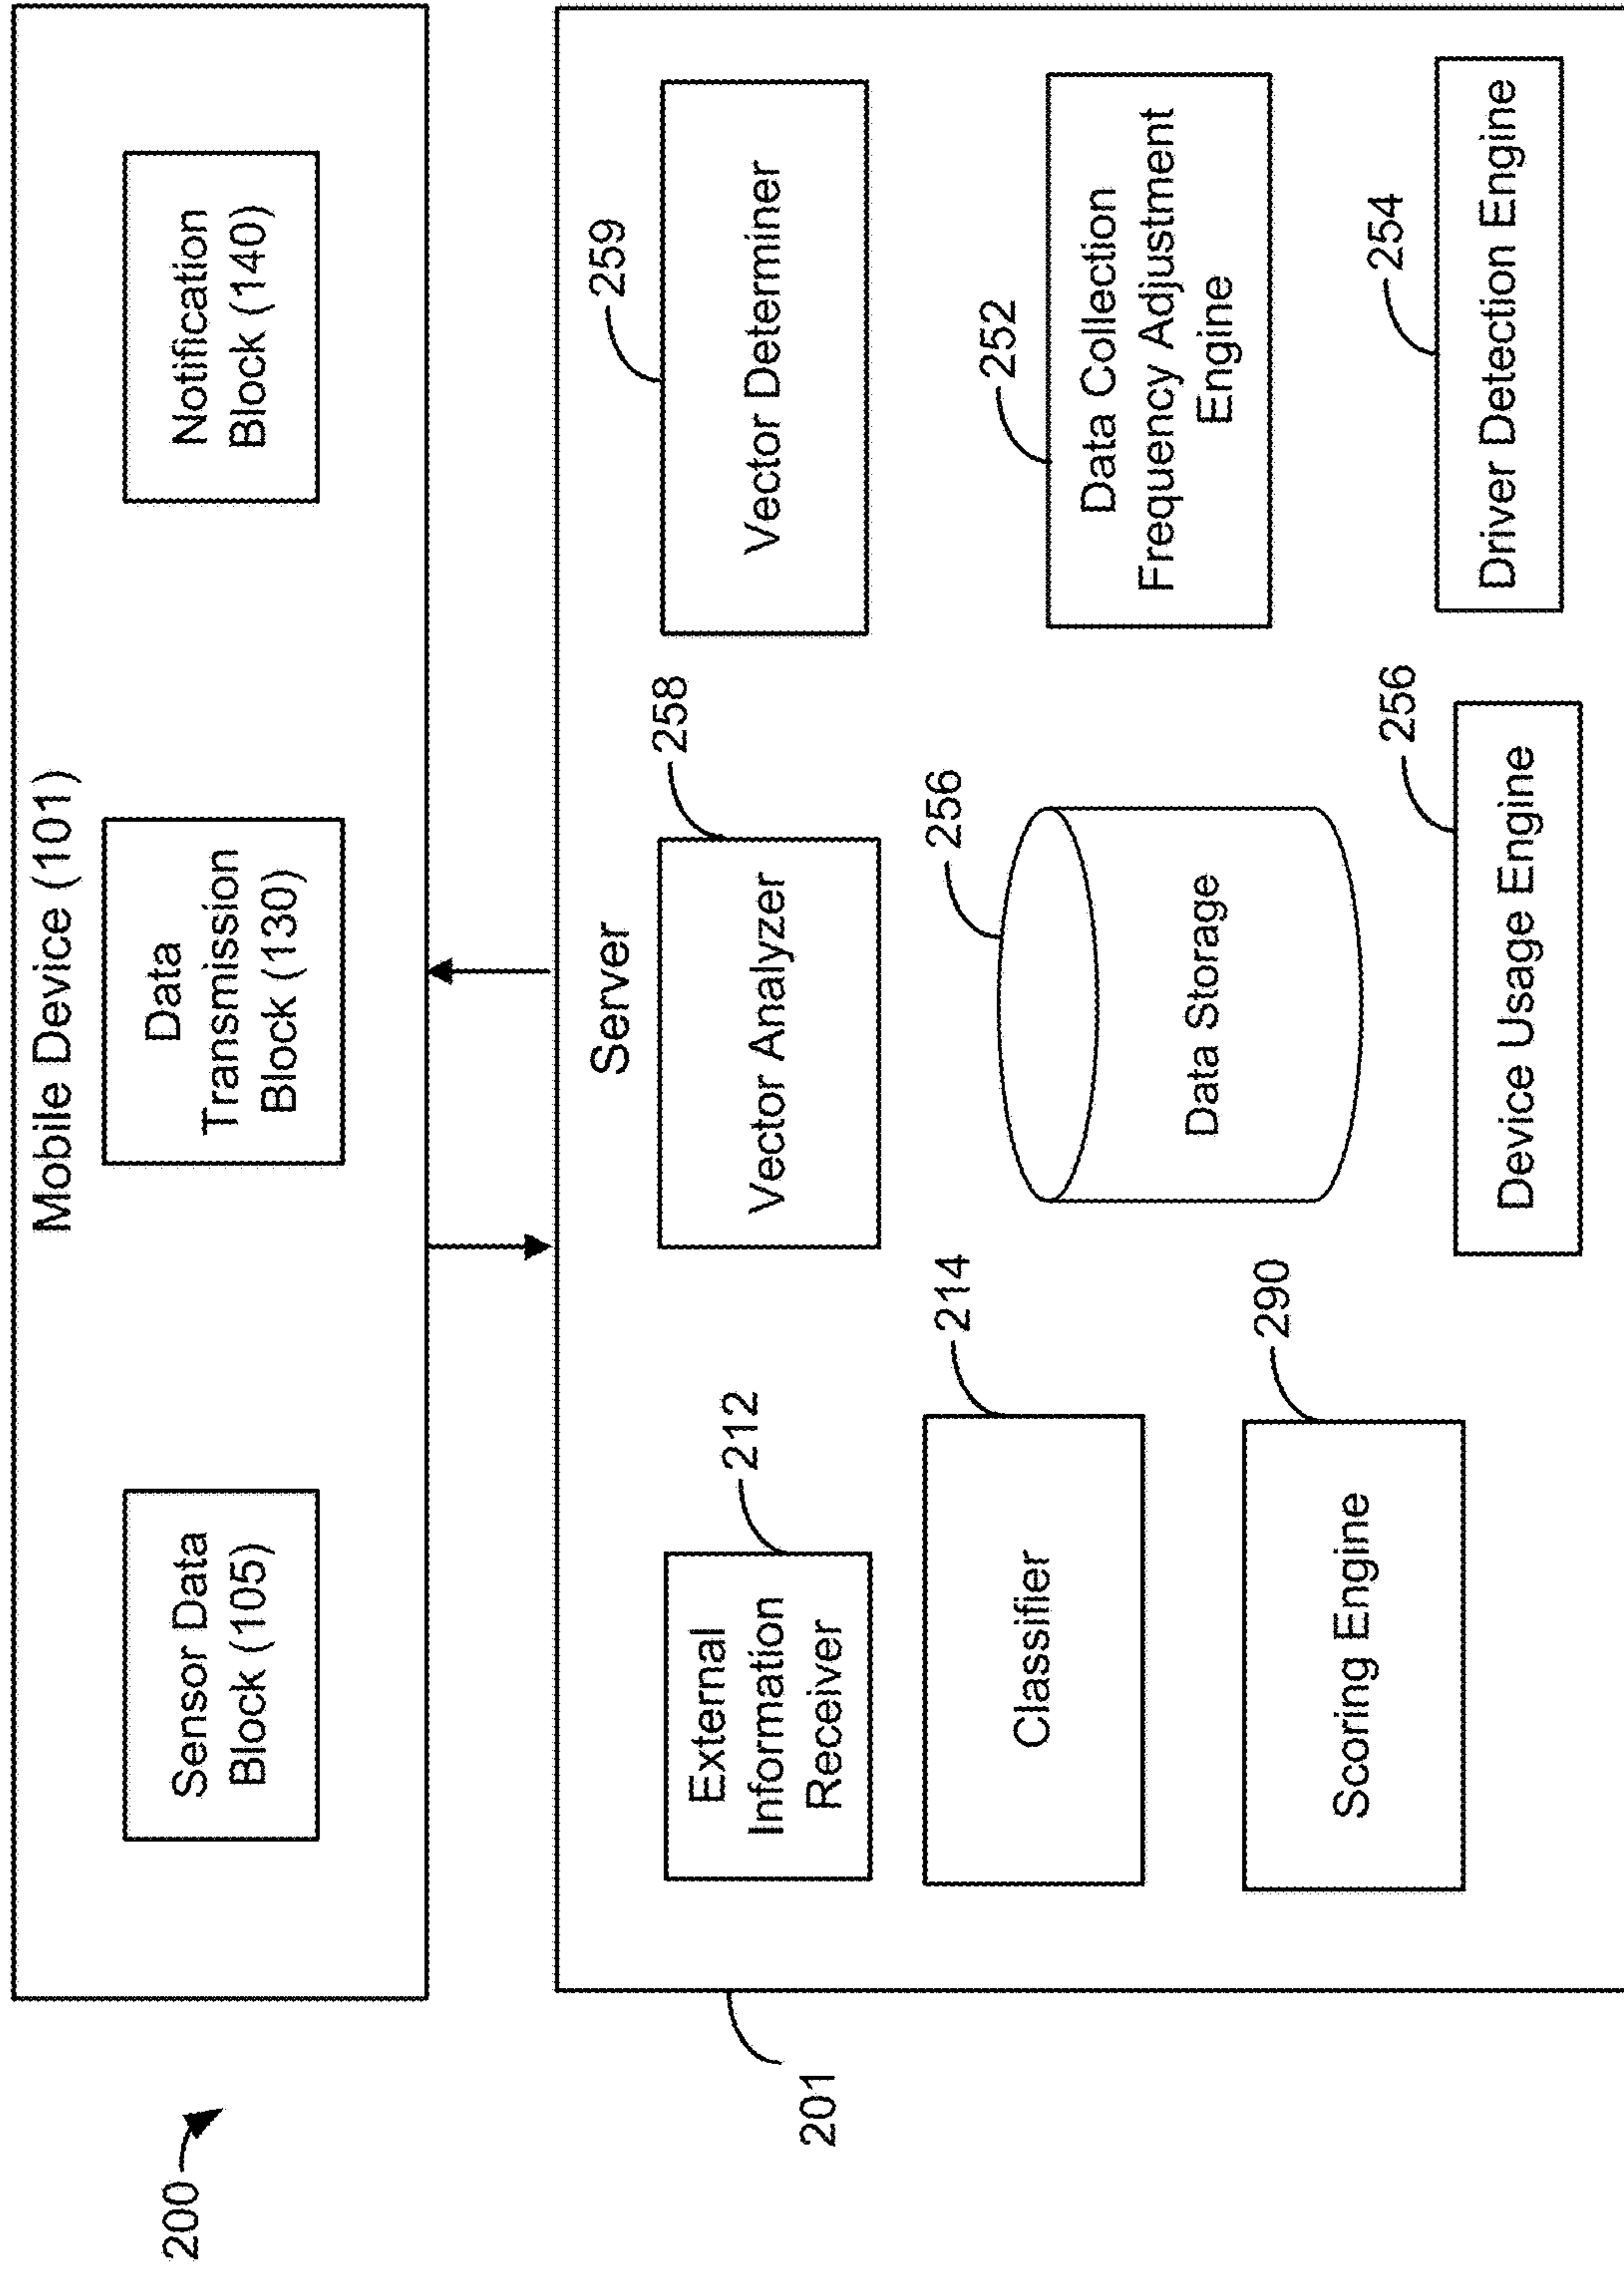 200
Mobile Device (101)
Sensor Data
Block (105)
Data
Transmission
Block (130)
Notification
Block (140)
201
Server
External
Information
Receiver
212
Vector Analyzer
258
Vector Determiner
259
Classifier
214
Data Storage
256
Data Collection
Frequency Adjustment
Engine
252
Scoring Engine
290
Device Usage Engine
256
Driver Detection Engine
254